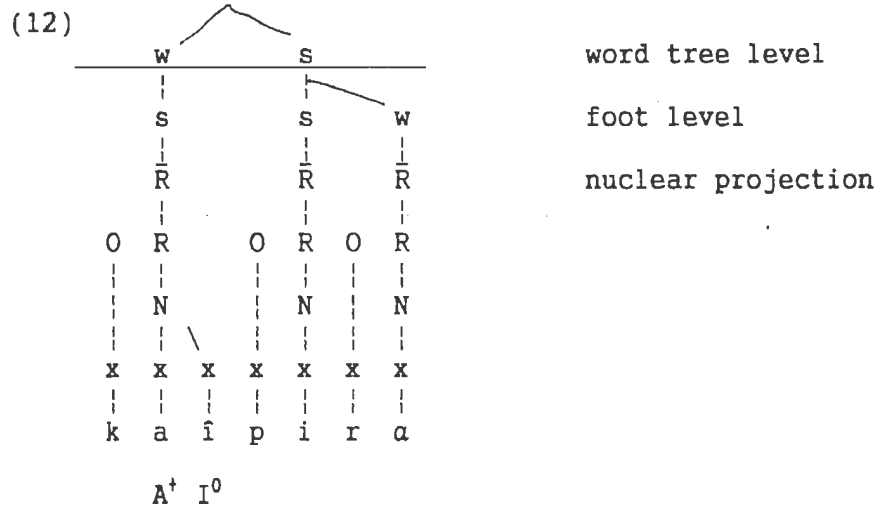 (12)
w s word tree level
s s w foot level
R̄ R̄ R̄ nuclear projection
O R O R O R
N N N
x x x x x x x
k a î p i r ɑ
A⁺ I⁰